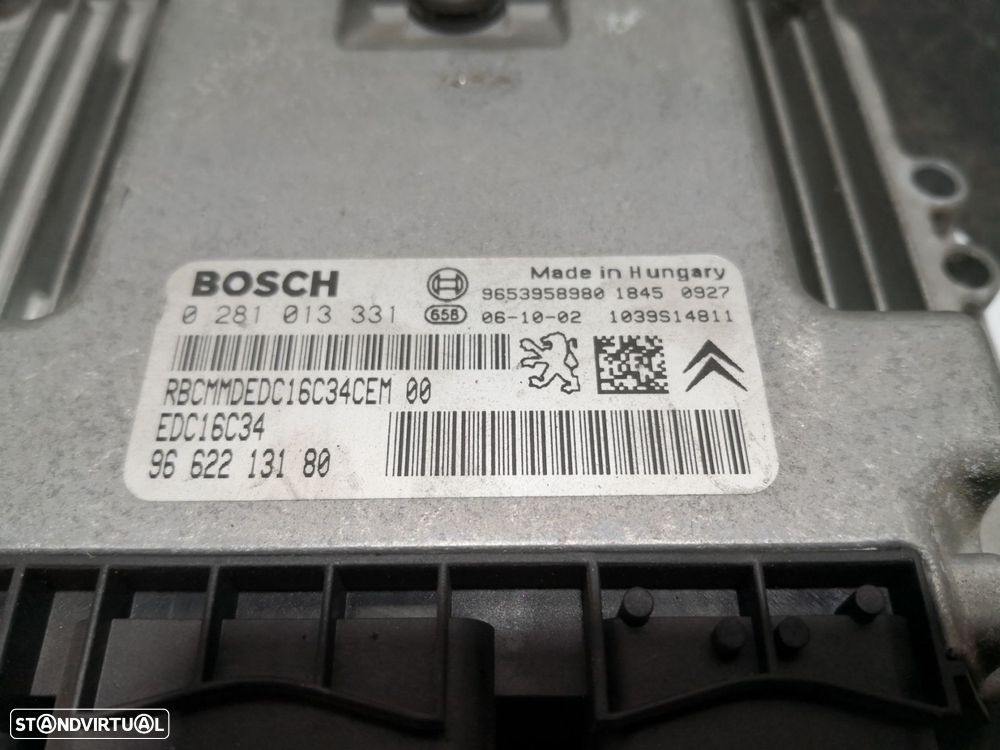 BOSCH
Made in Hungary
9653958980 1845 0927
0 281 013 331 658 06-10-02 1039S14811
RBCMMDEDC16C34CEM 00
EDC16C34
96 622 131 80
STANDVIRTUAL